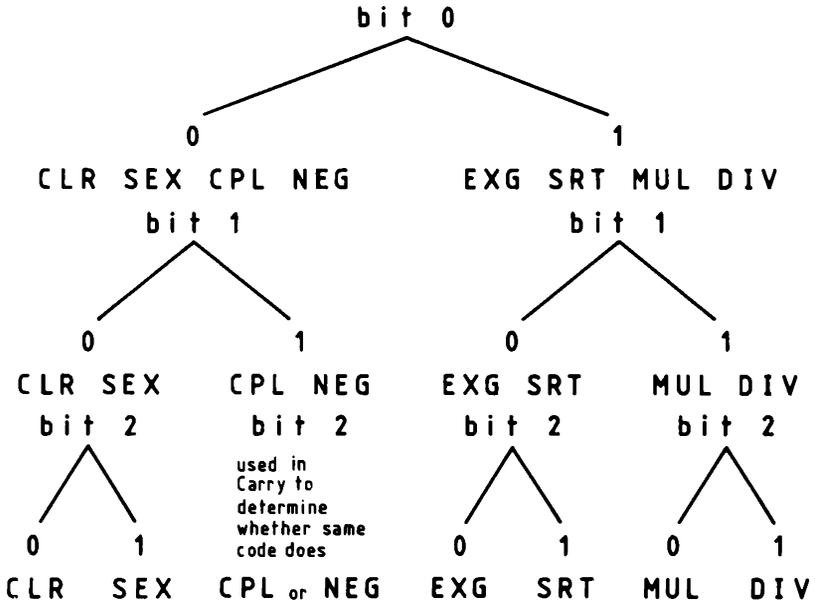 bit 0
0 1
CLR SEX CPL NEG EXG SRT MUL DIV
bit 1 bit 1
0 1 0 1
CLR SEX CPL NEG EXG SRT MUL DIV
bit 2 bit 2 bit 2 bit 2
used in
Carry to
determine
whether same
code does
0 1 0 1 0 1
CLR SEX CPL or NEG EXG SRT MUL DIV